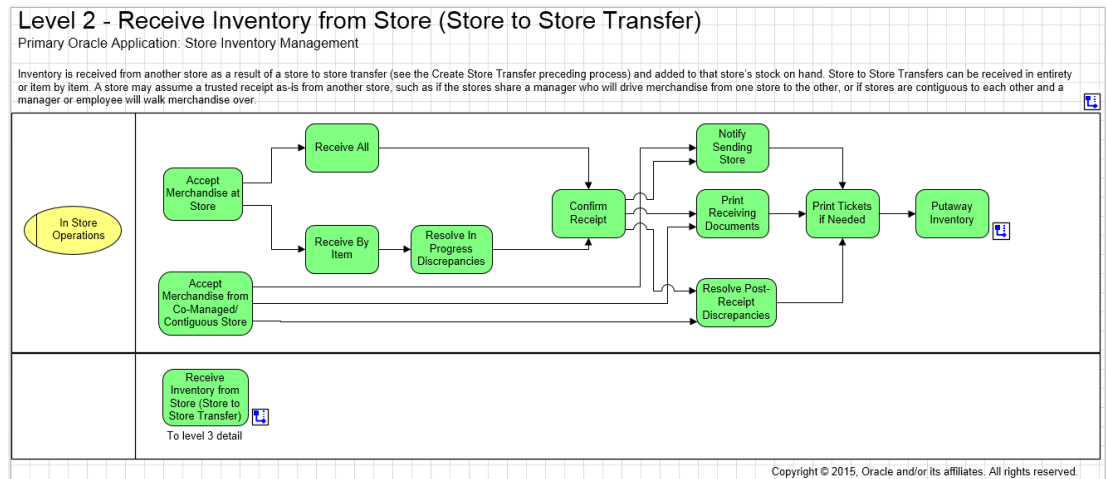 Level 2 - Receive Inventory from Store (Store to Store Transfer)
Primary Oracle Application: Store Inventory Management
Inventory is received from another store as a result of a store to store transfer (see the Create Store Transfer preceding process) and added to that store's stock on hand. Store to Store Transfers can be received in entirety
or item by item. A store may assume a trusted receipt as-is from another store, such as if the stores share a manager who will drive merchandise from one store to the other, or if stores are contiguous to each other and a
manager or employee will walk merchandise over.
In Store
Operations
Accept
Merchandise at
Store
Receive All
Receive By
Item
Resolve In
Progress
Discrepancies
Accept
Merchandise from
Co-Managed/
Contiguous Store
Confirm
Receipt
Notify
Sending
Store
Print
Receiving
Documents
Resolve Post-
Receipt
Discrepancies
Print Tickets
if Needed
Putaway
Inventory
Receive
Inventory from
Store (Store to
Store Transfer)
To level 3 detail
Copyright © 2015, Oracle and/or its affiliates. All rights reserved.